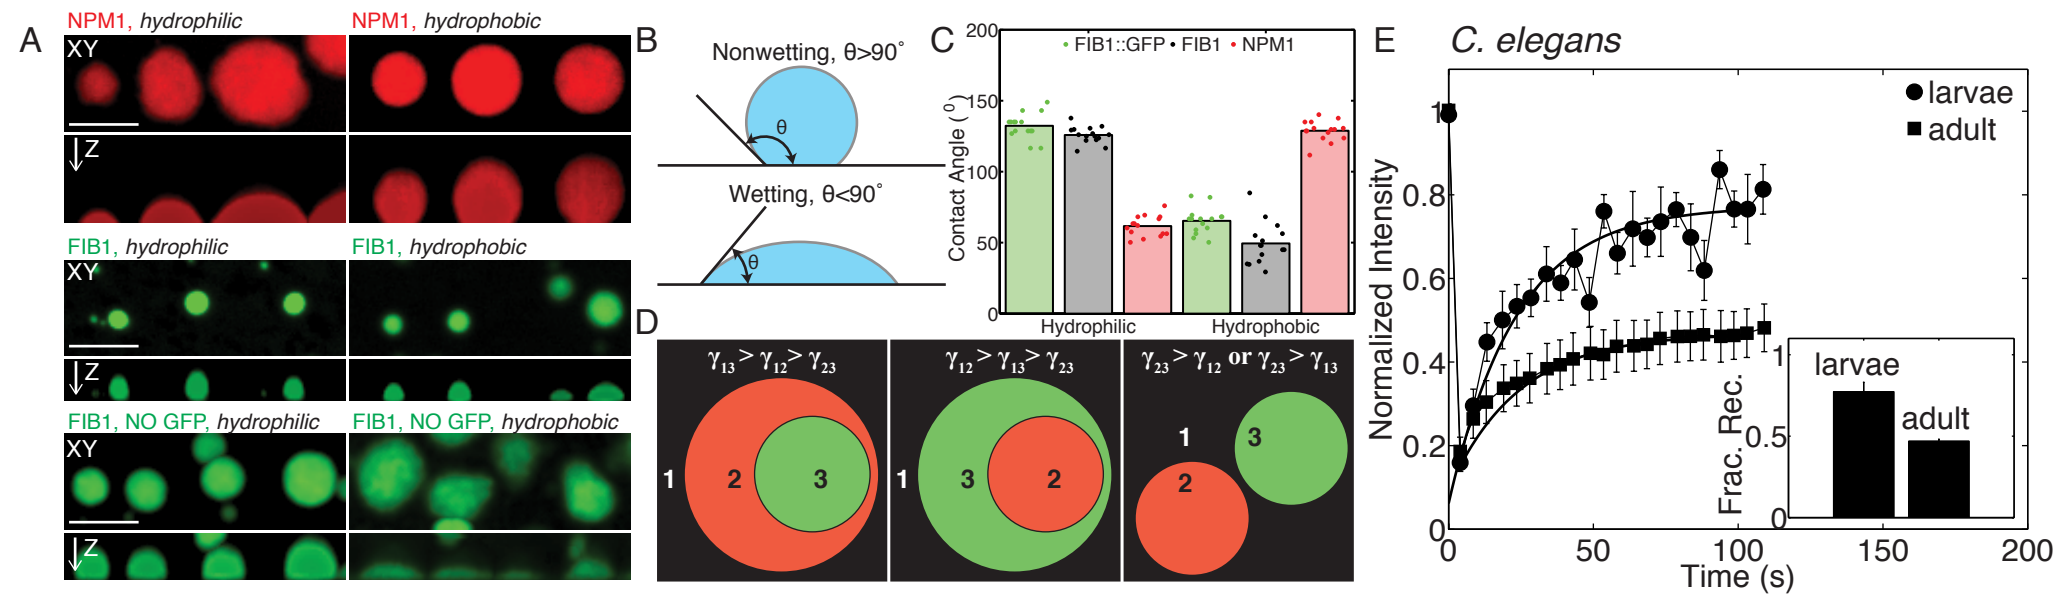 A
NPM1, hydrophilic
NPM1, hydrophobic
XY
Z
FIB1, hydrophilic
FIB1, hydrophobic
XY
Z
FIB1, NO GFP, hydrophilic
FIB1, NO GFP, hydrophobic
XY
Z
B
Nonwetting, θ>90°
θ
Wetting, θ<90°
θ
C
Contact Angle (°)
200
150
100
50
0
FIB1::GFP
FIB1
NPM1
Hydrophilic
Hydrophobic
D
γ13 > γ12 > γ23
1
2
3
γ12 > γ13 > γ23
1
3
2
γ23 > γ12 or γ23 > γ13
1
3
2
E
C. elegans
Normalized Intensity
1
0.8
0.6
0.4
0.2
0
larvae
adult
Frac. Rec.
1
0.5
0
larvae
adult
0
50
100
150
200
Time (s)